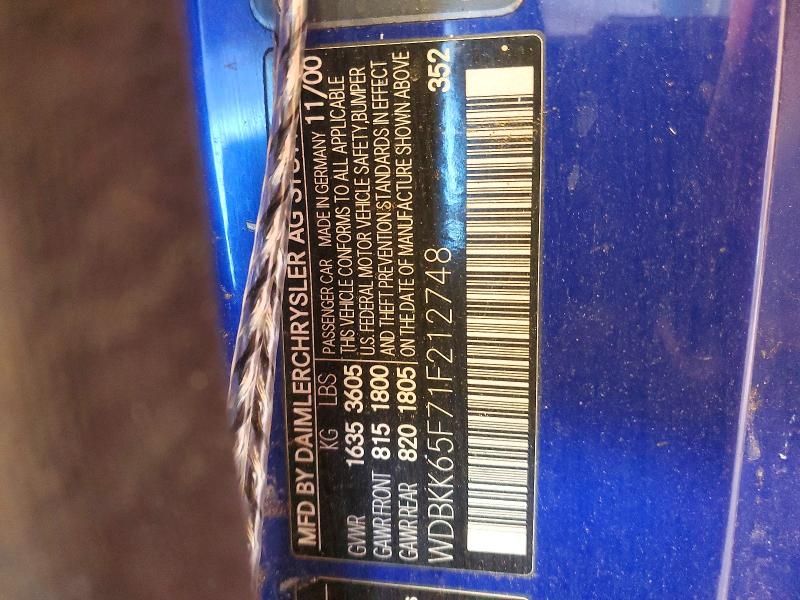 MFD BY DAIMLERCHRYSLER AG
KG LBS
GWWR 1635 3605
GAWR FRONT 815 1800
GAWR REAR 820 1805
PASSENGER CAR MADE IN GERMANY 11/00
THIS VEHICLE CONFORMS TO ALL APPLICABLE
U.S. FEDERAL MOTOR VEHICLE SAFETY, BUMPER
AND THEFT PREVENTION STANDARDS IN EFFECT
ON THE DATE OF MANUFACTURE SHOWN ABOVE
WDBKK65F71F212748 352